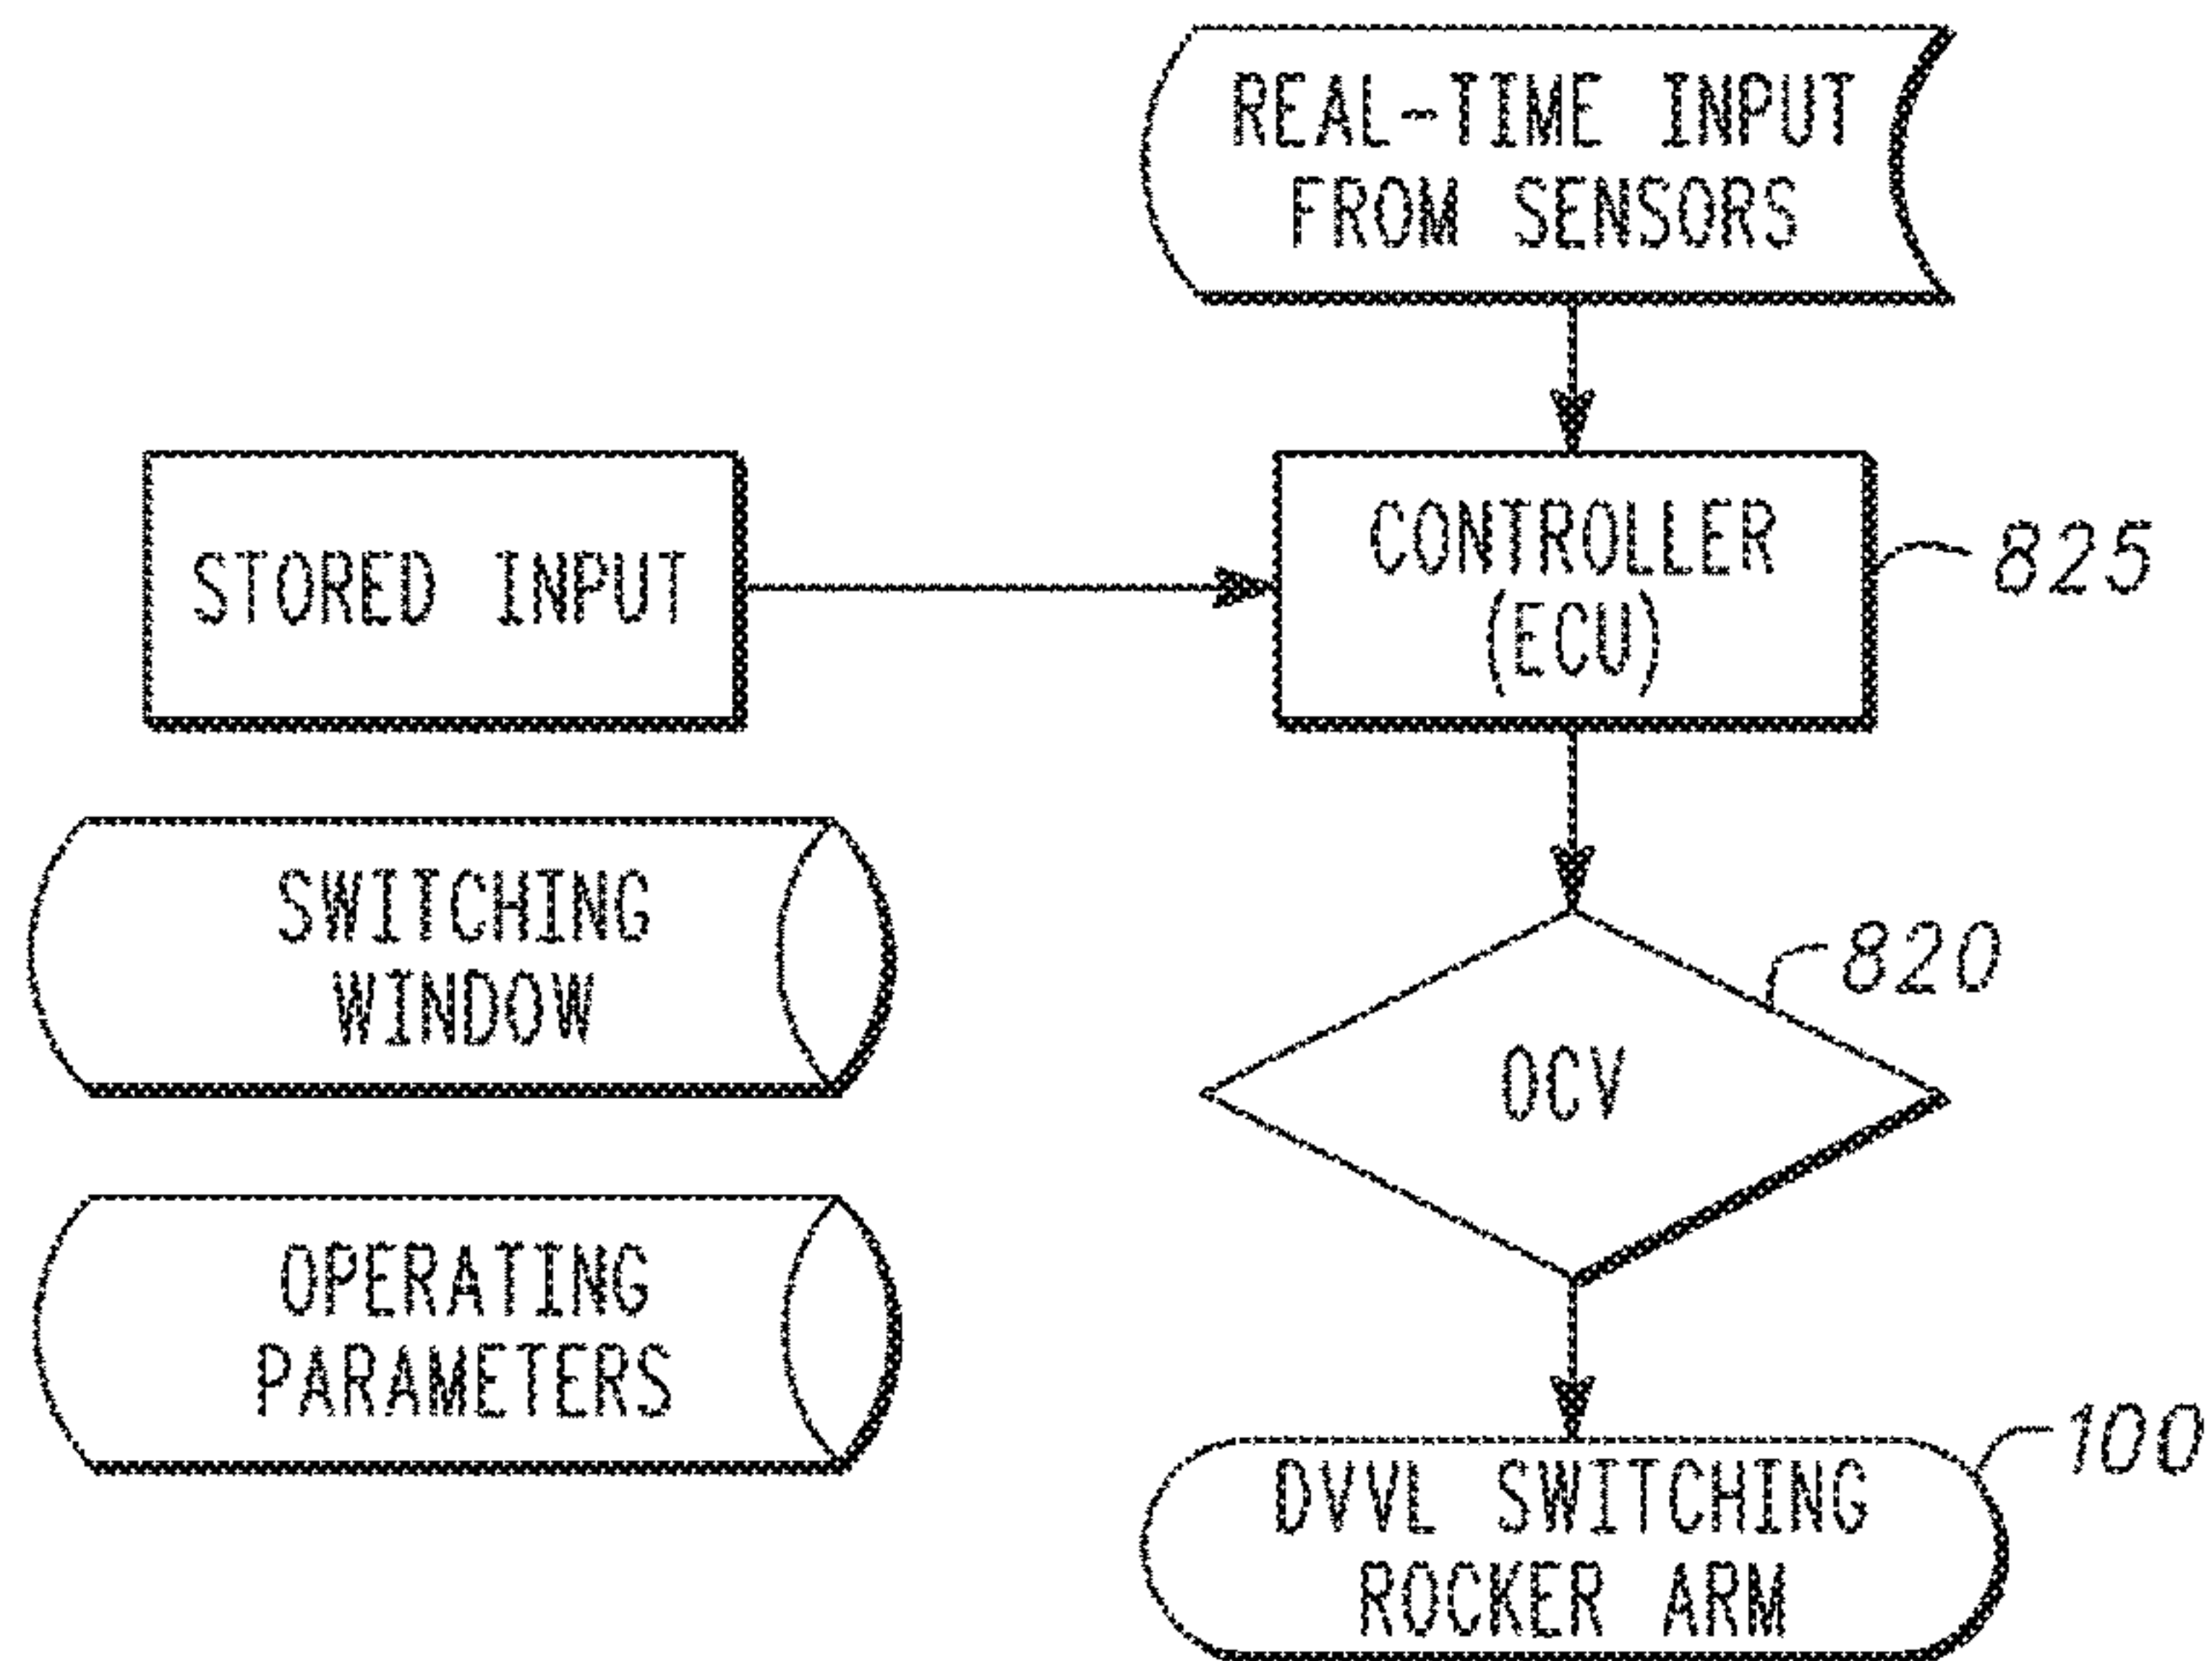 REAL-TIME INPUT
FROM SENSORS
STORED INPUT
CONTROLLER
(ECU)
825
SWITCHING
WINDOW
820
OCV
OPERATING
PARAMETERS
100
DVVL SWITCHING
ROCKER ARM